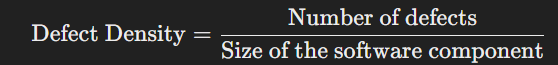 Defect Density = Number of defects / Size of the software component